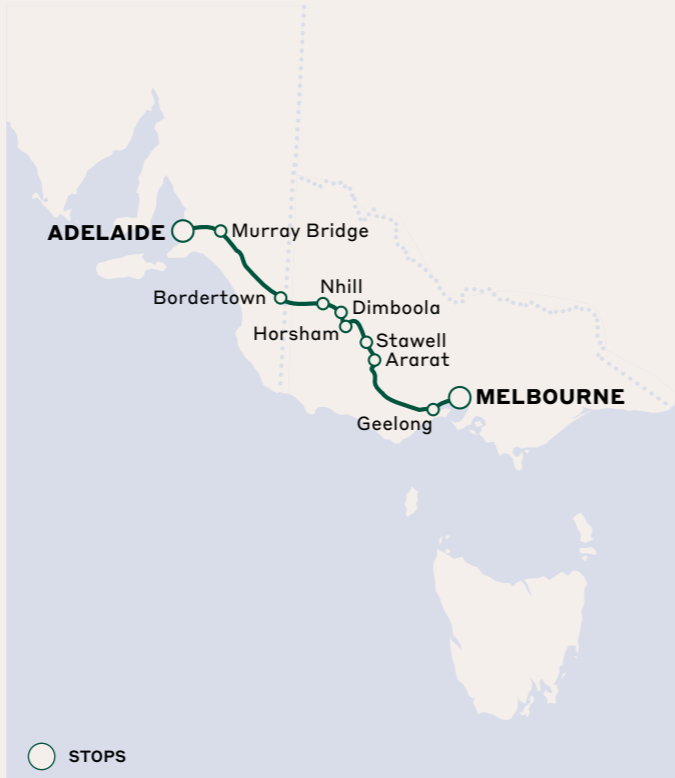 ADELAIDE
Murray Bridge
Bordertown
Nhill
Dimboola
Horsham
Stawell
Ararat
MELBOURNE
Geelong
STOPS